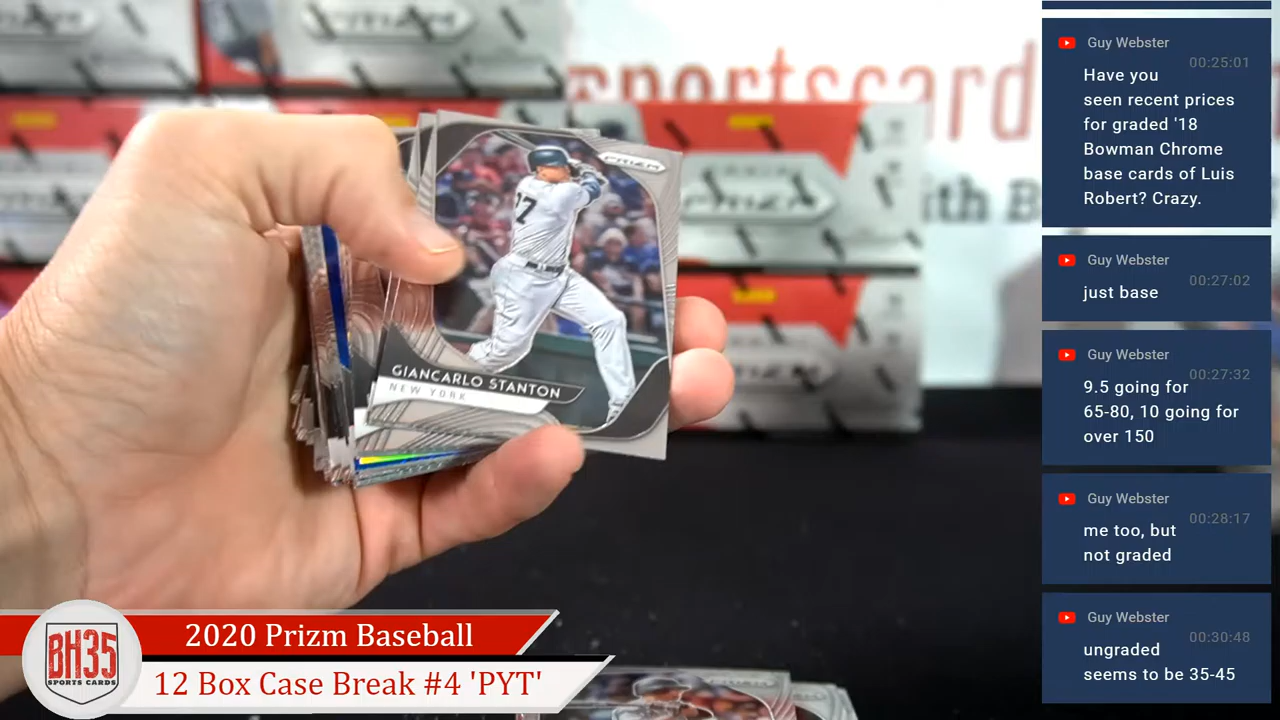 sportscard
ith B
PRIZM
PRIZM
27
GIANCARLO STANTON
NEW YORK
BH35
SPORTS CARDS
2020 Prizm Baseball
12 Box Case Break #4 'PYT'
Guy Webster
00:25:01
Have you
seen recent prices
for graded '18
Bowman Chrome
base cards of Luis
Robert? Crazy.
Guy Webster
00:27:02
just base
Guy Webster
00:27:32
9.5 going for
65-80, 10 going for
over 150
Guy Webster
00:28:17
me too, but
not graded
Guy Webster
00:30:48
ungraded
seems to be 35-45